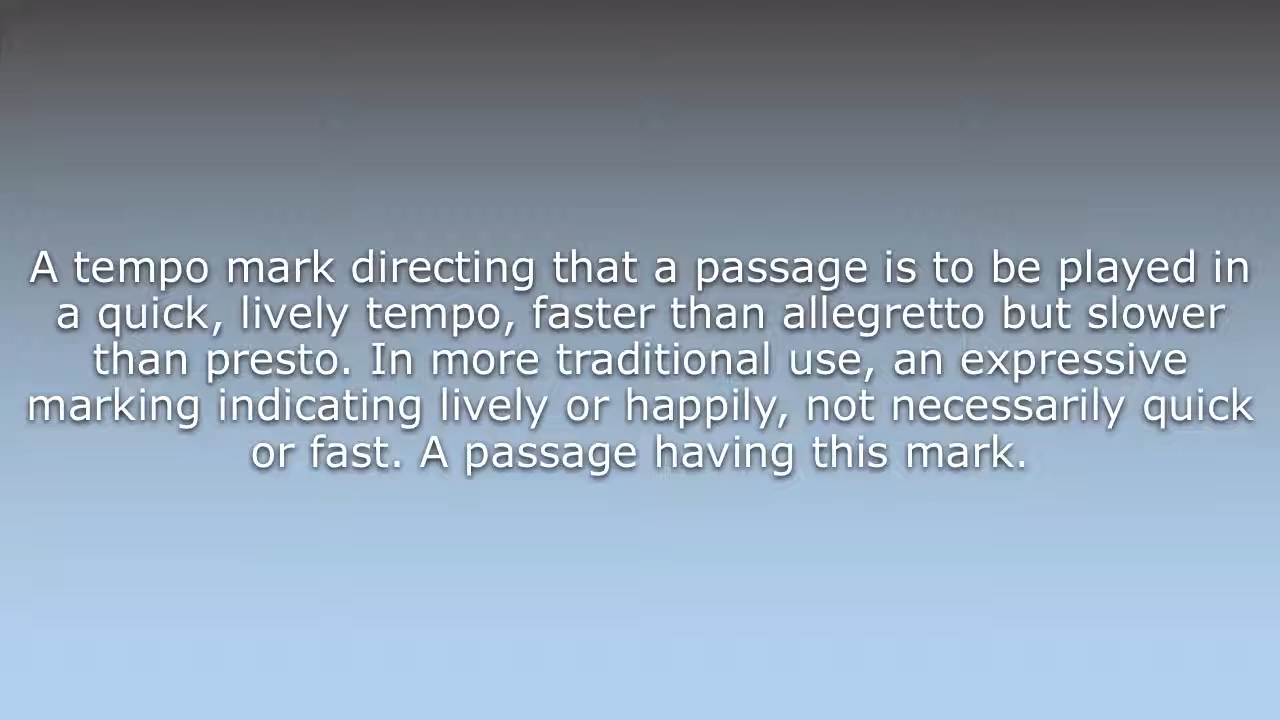 A tempo mark directing that a passage is to be played in
a quick, lively tempo, faster than allegretto but slower
than presto. In more traditional use, an expressive
marking indicating lively or happily, not necessarily quick
or fast. A passage having this mark.